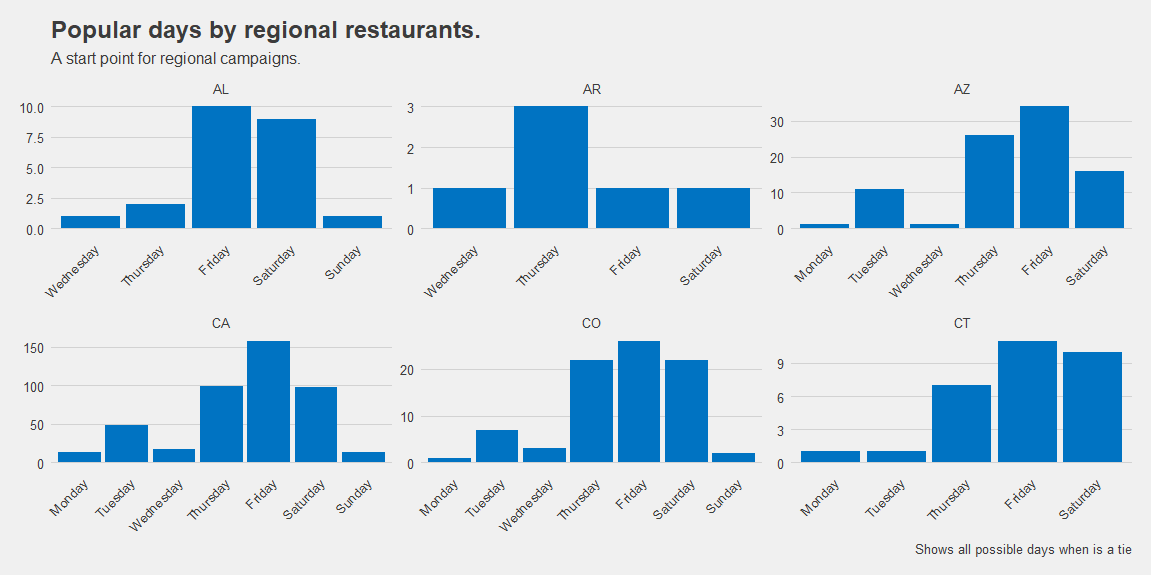 Popular days by regional restaurants.
A start point for regional campaigns.
AL
10.0
7.5
5.0
2.5
0.0
Wednesday
Thursday
Friday
Saturday
Sunday
AR
3
2
1
0
Wednesday
Thursday
Friday
Saturday
AZ
30
20
10
0
Monday
Tuesday
Wednesday
Thursday
Friday
Saturday
CA
150
100
50
0
Monday
Tuesday
Wednesday
Thursday
Friday
Saturday
Sunday
CO
20
10
0
Monday
Tuesday
Wednesday
Thursday
Friday
Saturday
Sunday
CT
9
6
3
0
Monday
Tuesday
Thursday
Friday
Saturday
Shows all possible days when is a tie